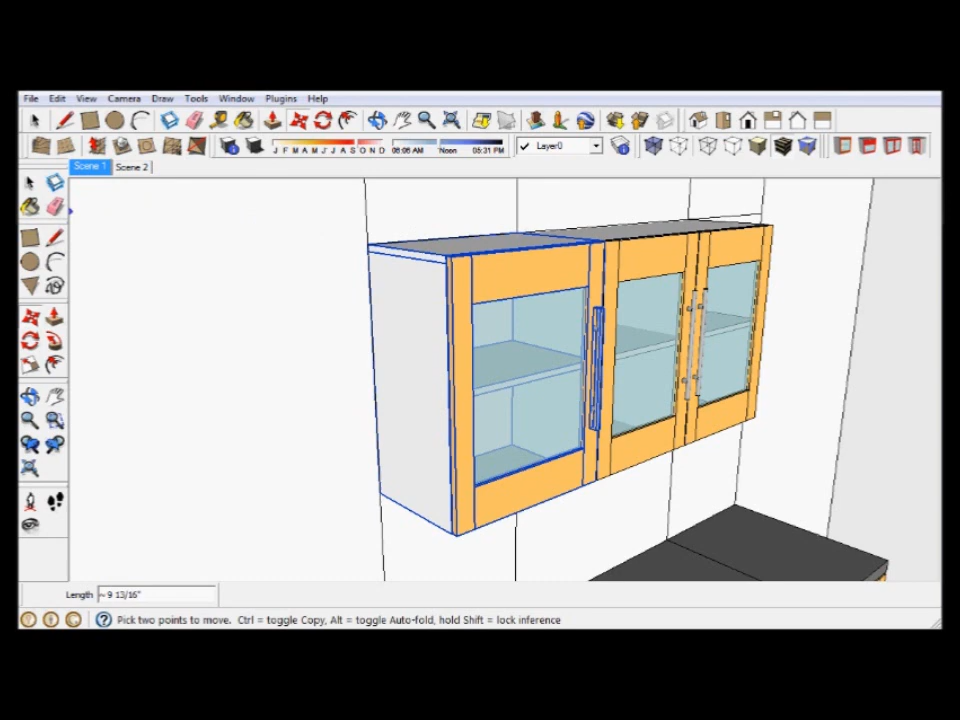 File Edit View Camera Draw Tools Window Plugins Help
J F M A M J J A S O N D 06:06 AM Noon 05:31 PM Layer0
Scene 1 Scene 2
Length ~ 9 13/16"
Pick two points to move. Ctrl = toggle Copy, Alt = toggle Auto-fold, hold Shift = lock inference